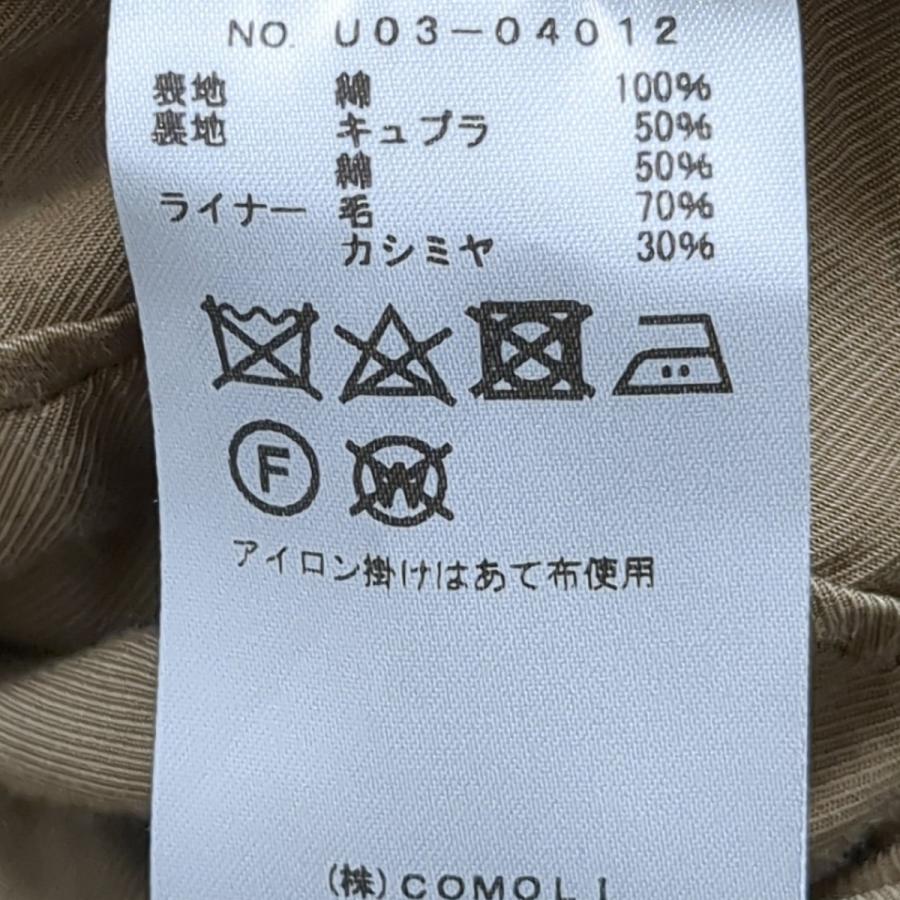 NO. U03-04012
表地 綿 100%
裏地 キュプラ 50%
綿 50%
ライナー 毛 70%
カシミヤ 30%
F
W
アイロン掛けはあて布使用
(株)COMOLI